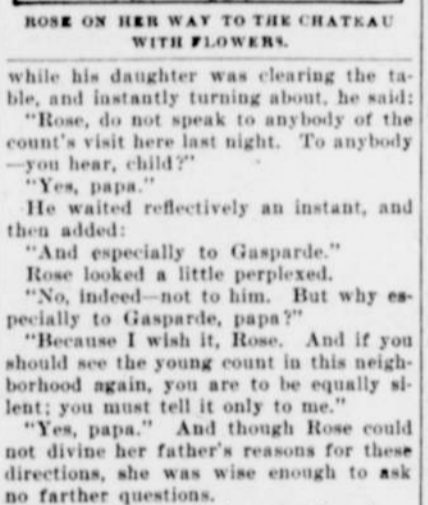 ROSE ON HER WAY TO THE CHATEAU
WITH FLOWERS.
while his daughter was clearing the ta-
ble, and instantly turning about, he said:
"Rose, do not speak to anybody of the
count's visit here last night. To anybody
—you hear, child?"
"Yes, papa."
He waited reflectively an instant, and
then added:
"And especially to Gasparde."
Rose looked a little perplexed.
"No, indeed—not to him. But why es-
pecially to Gasparde, papa?"
"Because I wish it, Rose. And if you
should see the young count in this neigh-
borhood again, you are to be equally si-
lent; you must tell it only to me."
"Yes, papa." And though Rose could
not divine her father's reasons for these
directions, she was wise enough to ask
no farther questions.